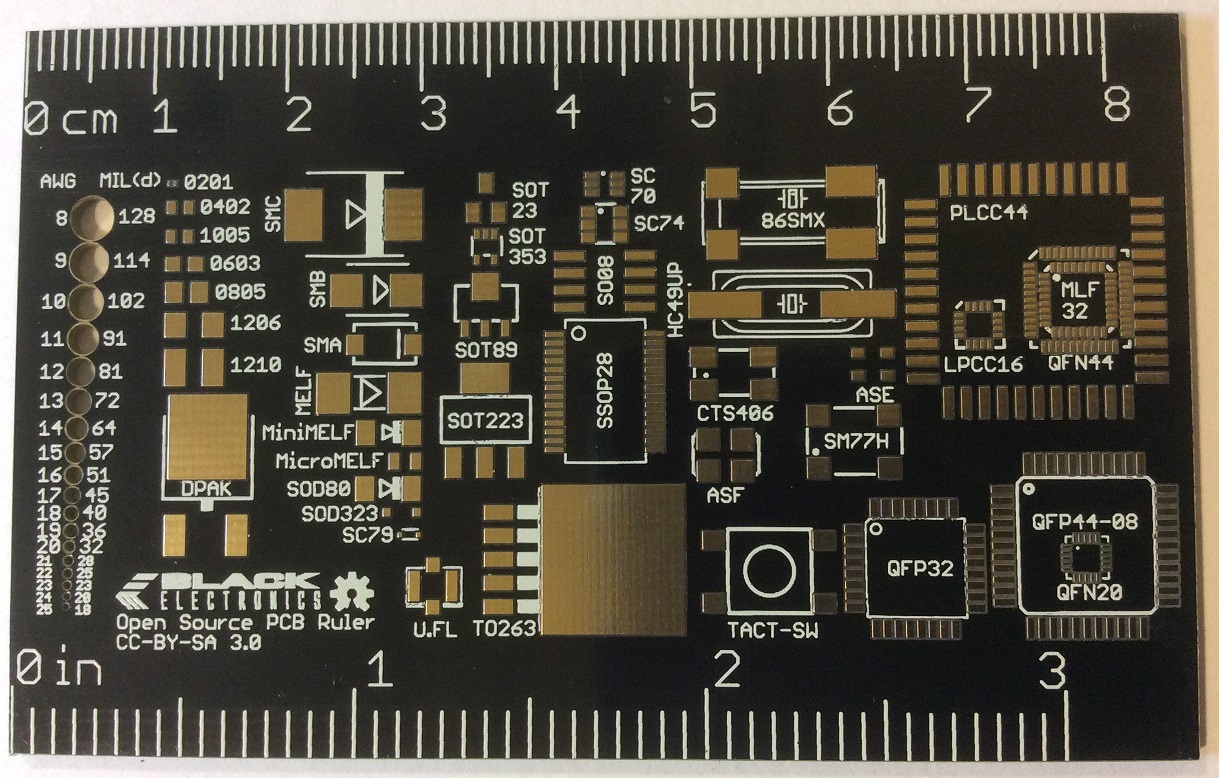 0 cm 1 2 3 4 5 6 7 8
AWG MIL(d)
8 128
9 114
10 102
11 91
12 81
13 72
14 64
15 57
16 51
17 45
18 40
19 36
20 32
21 28
22 25
23 23
24 20
26 18
0201
0402
1005
0603
0805
1206
1210
DPAK
SMC
SMB
SMA
MELF
MiniMELF
MicroMELF
SOD80
SOD323
SC79
SOT
23
SOT
353
SOT89
SOT223
SC
70
SC74
SO08
SSOP28
HC49UP
86SMX
CTS406
ASE
ASF
SM77H
PLCC44
LPCC16
MLF
32
QFN44
BLACK
ELECTRONICS
Open Source PCB Ruler
CC-BY-SA 3.0
U.FL
TO263
TACT-SW
QFP32
QFP44-08
QFN20
0 in 1 2 3